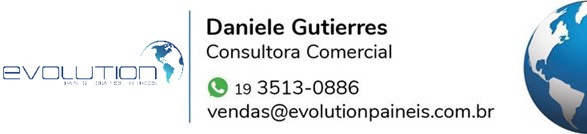 evolution
Daniele Gutierres
Consultora Comercial
19 3513-0886
vendas@evolutionpaineis.com.br